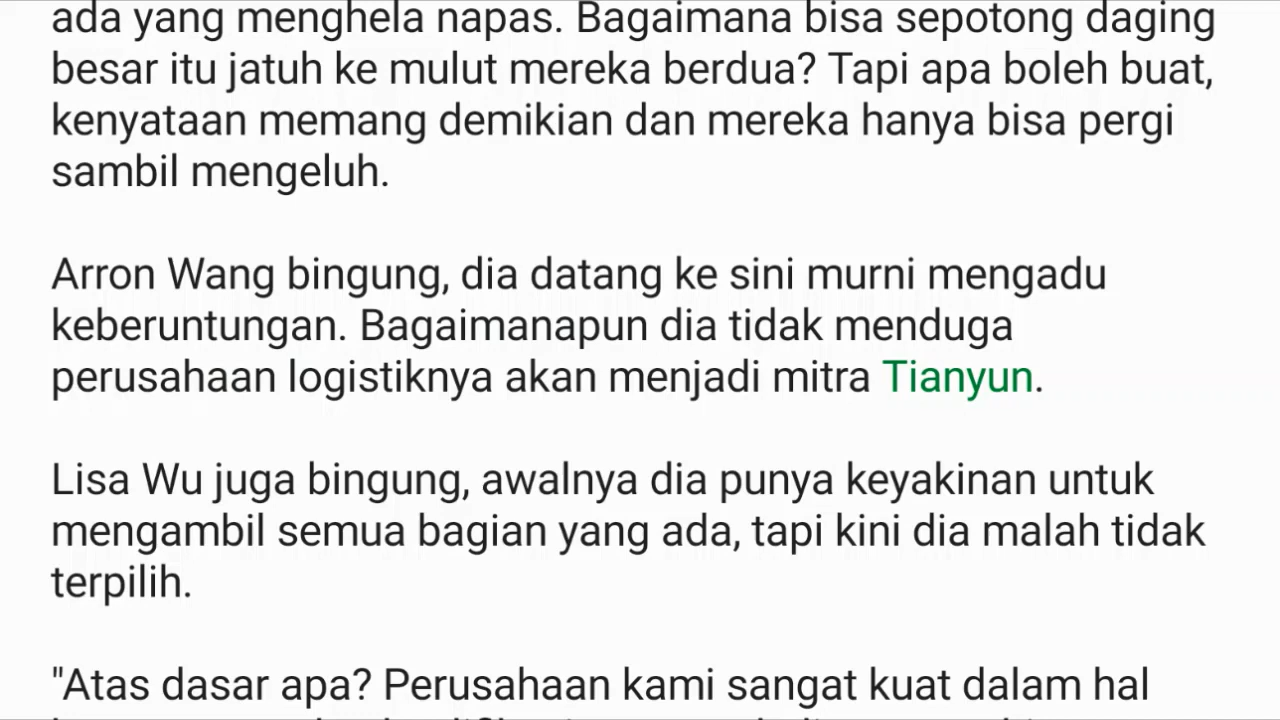 ada yang menghela napas. Bagaimana bisa sepotong daging
besar itu jatuh ke mulut mereka berdua? Tapi apa boleh buat,
kenyataan memang demikian dan mereka hanya bisa pergi
sambil mengeluh.
Arron Wang bingung, dia datang ke sini murni mengadu
keberuntungan. Bagaimanapun dia tidak menduga
perusahaan logistiknya akan menjadi mitra Tianyun.
Lisa Wu juga bingung, awalnya dia punya keyakinan untuk
mengambil semua bagian yang ada, tapi kini dia malah tidak
terpilih.
"Atas dasar apa? Perusahaan kami sangat kuat dalam hal